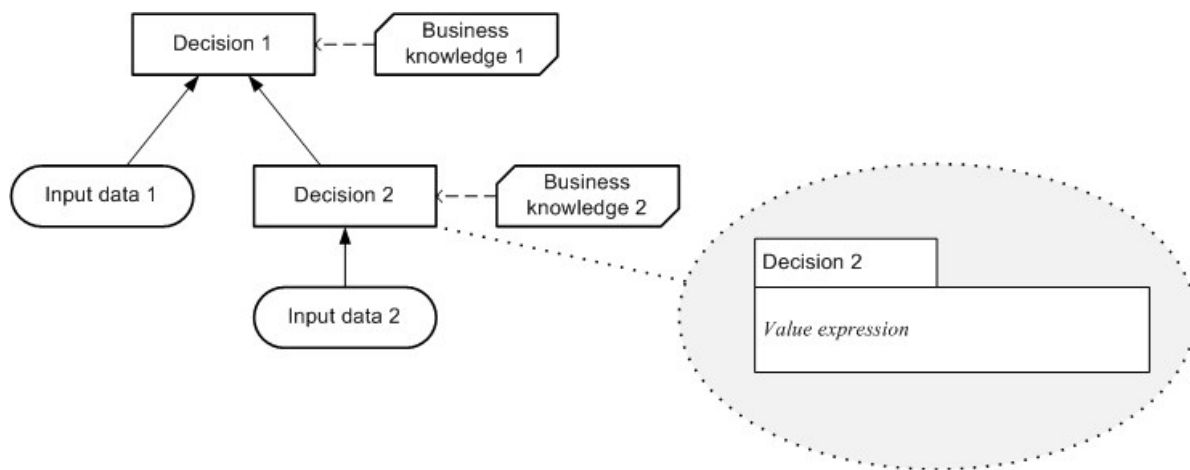 Decision 1
Business
knowledge 1
Input data 1
Decision 2
Business
knowledge 2
Input data 2
Decision 2
Value expression